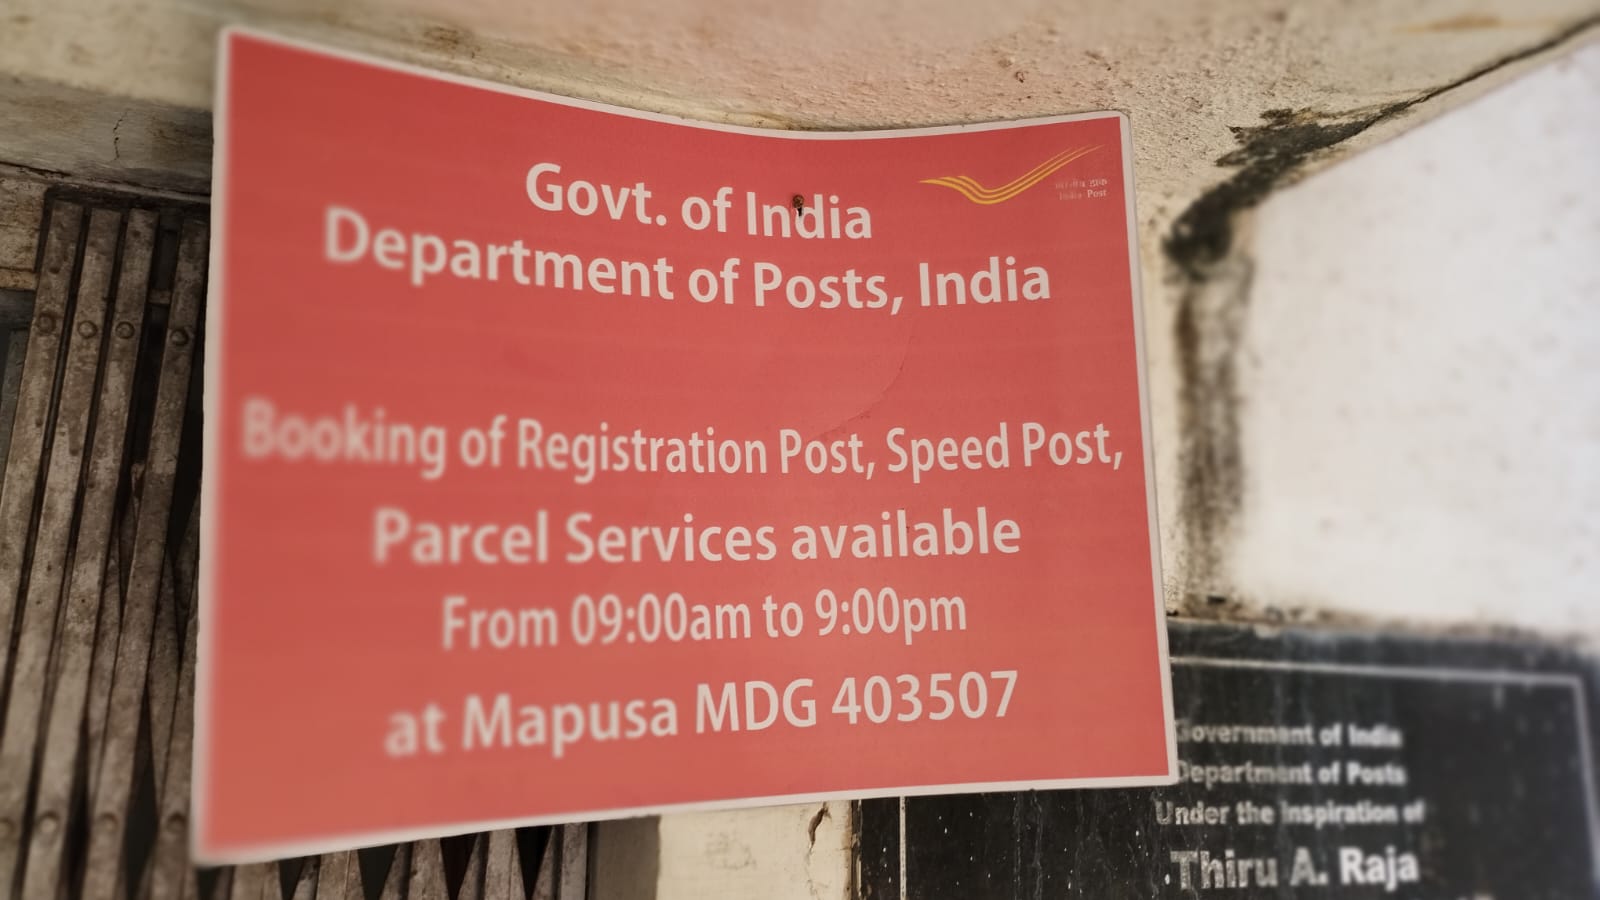 Govt. of India
Department of Posts, India
भारतीय डाक
India Post
Booking of Registration Post, Speed Post,
Parcel Services available
From 09:00am to 9:00pm
at Mapusa MDG 403507
Government of India
Department of Posts
Under the inspiration of
Thiru A. Raja